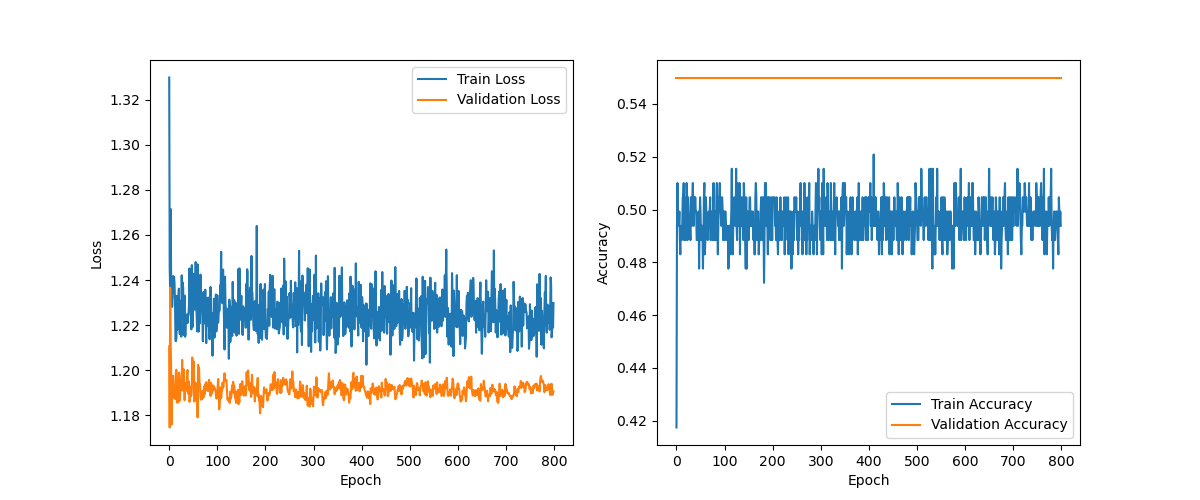 Train Loss
Validation Loss
1.32
1.30
1.28
1.26
1.24
1.22
1.20
1.18
Loss
0 100 200 300 400 500 600 700 800
Epoch
0.54
0.52
0.50
0.48
0.46
0.44
0.42
Accuracy
Train Accuracy
Validation Accuracy
0 100 200 300 400 500 600 700 800
Epoch